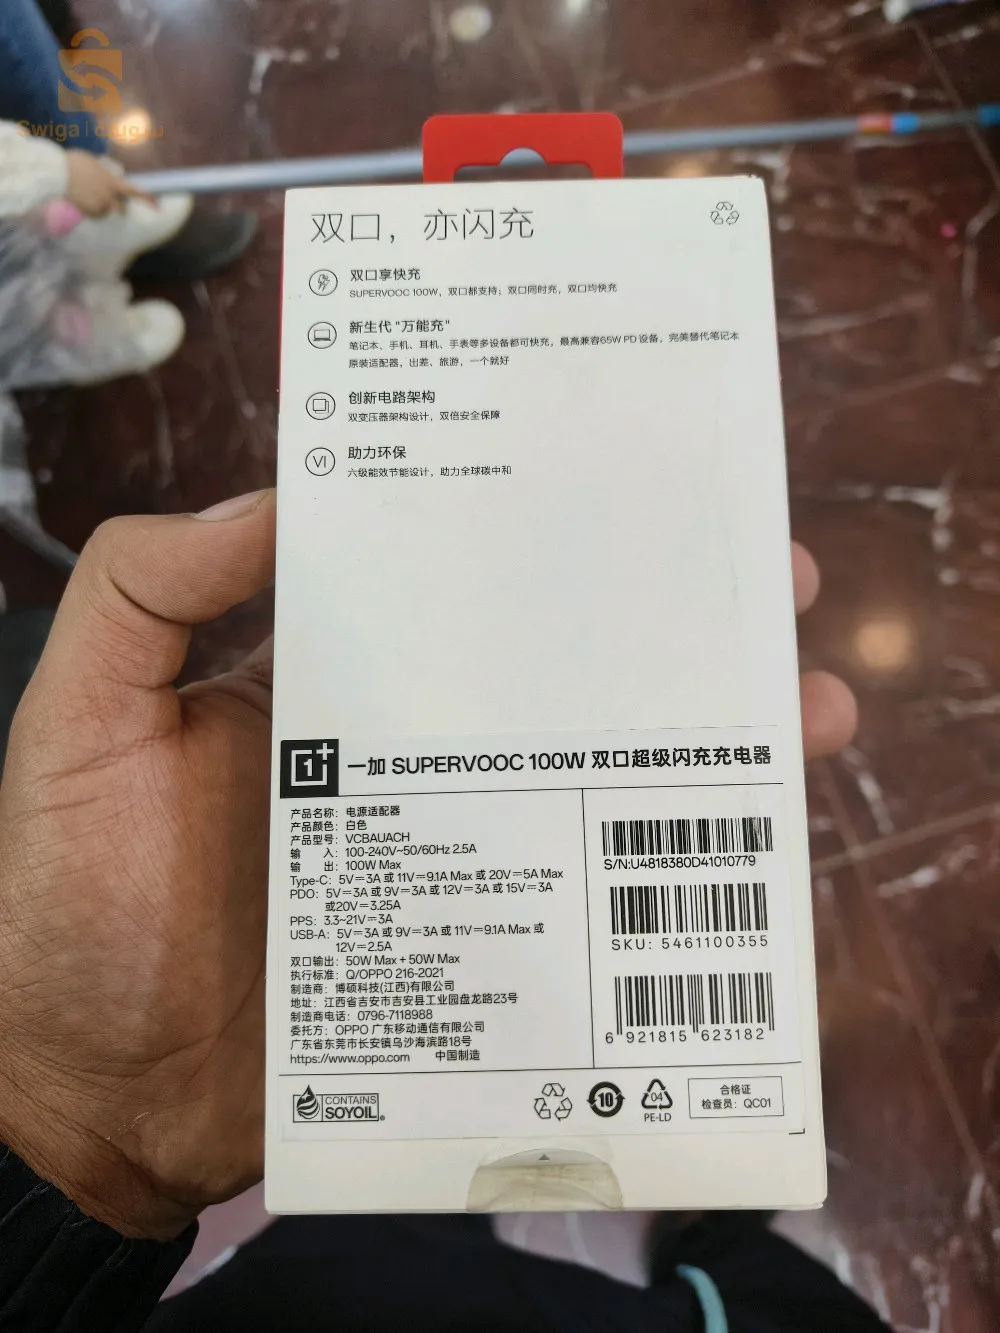 双口，亦闪充
双口享快充
SUPERVOOC 100W，双口都支持；双口同时充，双口均快充
新生代 "万能充"
笔记本、手机、耳机、手表等多设备都可快充，最高兼容65W PD 设备，完美替代笔记本
原装适配器，出差、旅游，一个就好
创新电路架构
双变压器架构设计，双倍安全保障
VI
助力环保
六级能效节能设计，助力全球碳中和
1+
一加 SUPERVOOC 100W 双口超级闪充充电器
产品名称：电源适配器
产品颜色：白色
产品型号：VCBAUACH
输 入：100-240V~50/60Hz 2.5A
输 出：100W Max
Type-C: 5V⎓3A 或 11V⎓9.1A Max 或 20V⎓5A Max
PDO: 5V⎓3A 或 9V⎓3A 或 12V⎓3A 或 15V⎓3A
或20V⎓3.25A
PPS: 3.3~21V⎓3A
USB-A: 5V⎓3A 或 9V⎓3A 或 11V⎓9.1A Max 或
12V⎓2.5A
双口输出：50W Max + 50W Max
执行标准：Q/OPPO 216-2021
制造商：博硕科技(江西)有限公司
地址：江西省吉安市吉安县工业园盘龙路23号
制造商电话：0796-7118988
委托方：OPPO 广东移动通信有限公司
广东省东莞市长安镇乌沙海滨路18号
https://www.oppo.com 中国制造
S/N:U4818380D41010779
SKU: 5461100355
6 921815 623182
CONTAINS
SOYOIL
10
04
PE-LD
合格证
检查员：QC01